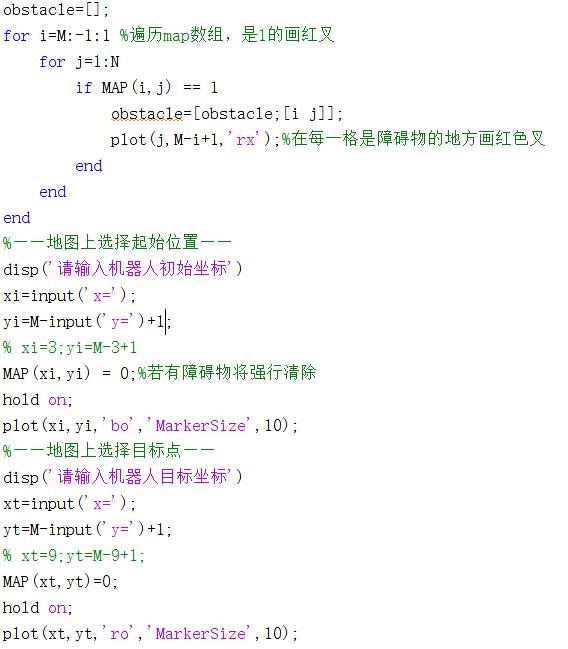 obstacle=[];
for i=M:-1:1 %遍历map数组，是1的画红叉
    for j=1:N
        if MAP(i,j) == 1
            obstacle=[obstacle;[i j]];
            plot(j,M-i+1,'rx');%在每一格是障碍物的地方画红色叉
        end
    end
end
%——地图上选择起始位置——
disp('请输入机器人初始坐标')
xi=input('x=');
yi=M-input('y=')+1;
% xi=3;yi=M-3+1
MAP(xi,yi) = 0;%若有障碍物将强行清除
hold on;
plot(xi,yi,'bo','MarkerSize',10);
%——地图上选择目标点——
disp('请输入机器人目标坐标')
xt=input('x=');
yt=M-input('y=')+1;
% xt=9;yt=M-9+1;
MAP(xt,yt)=0;
hold on;
plot(xt,yt,'ro','MarkerSize',10);